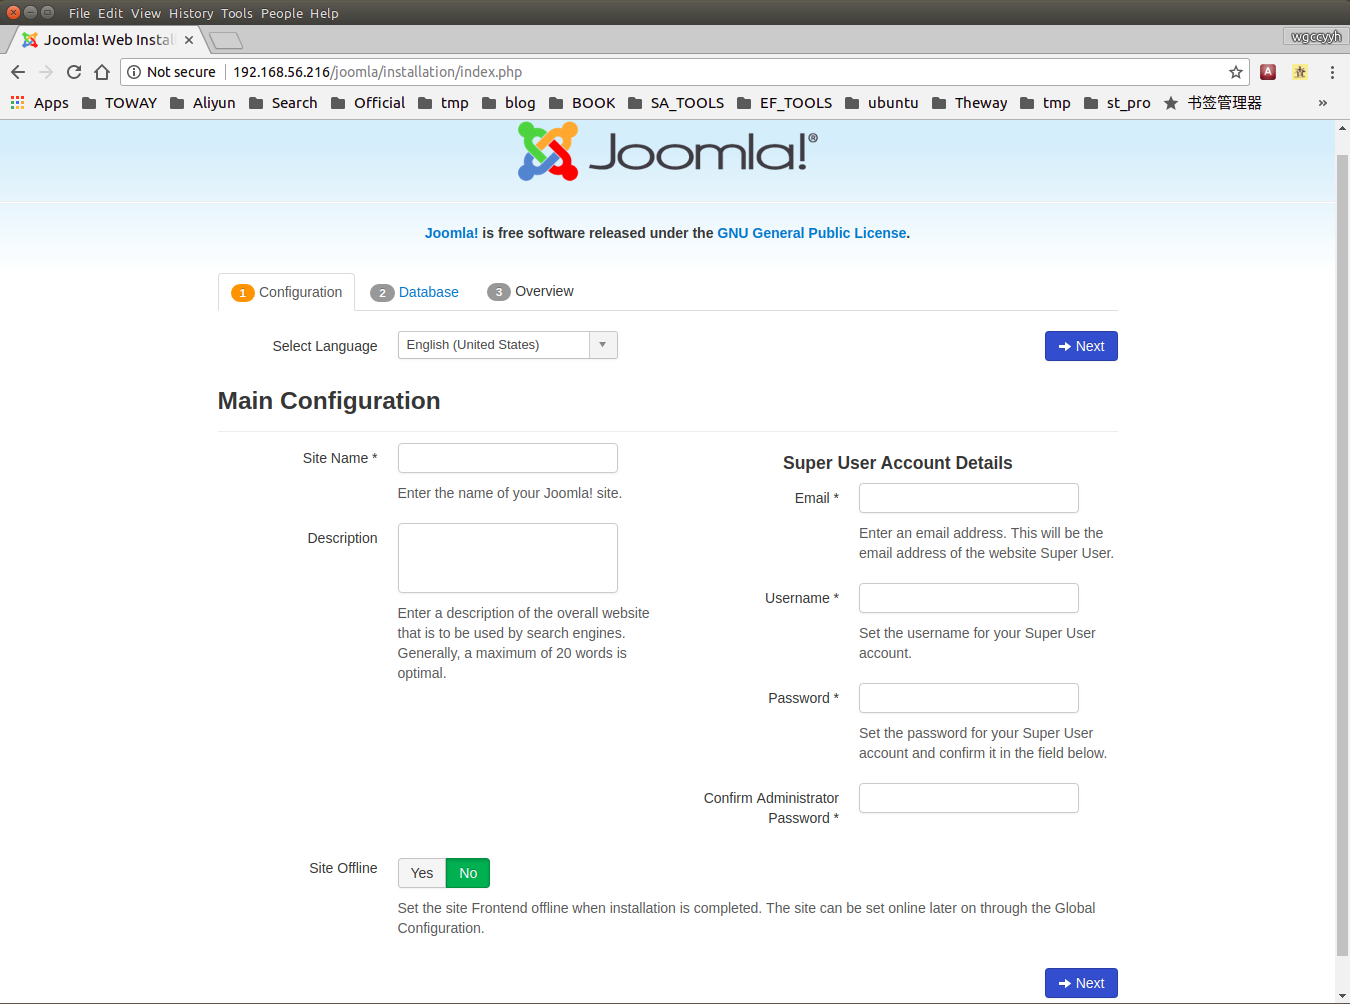 File Edit View History Tools People Help
Joomla! Web Insta
wgccyyh
Not secure 192.168.56.216/joomla/installation/index.php
A
Apps TOWAY Aliyun Search Official tmp blog BOOK SA_TOOLS EF_TOOLS ubuntu Theway tmp st_pro 书签管理器 »
Joomla!®
Joomla! is free software released under the GNU General Public License.
1 Configuration 2 Database 3 Overview
Select Language English (United States) Next
Main Configuration
Site Name *
Enter the name of your Joomla! site.
Description
Enter a description of the overall website
that is to be used by search engines.
Generally, a maximum of 20 words is
optimal.
Super User Account Details
Email *
Enter an email address. This will be the
email address of the website Super User.
Username *
Set the username for your Super User
account.
Password *
Set the password for your Super User
account and confirm it in the field below.
Confirm Administrator
Password *
Site Offline Yes No
Set the site Frontend offline when installation is completed. The site can be set online later on through the Global
Configuration.
Next